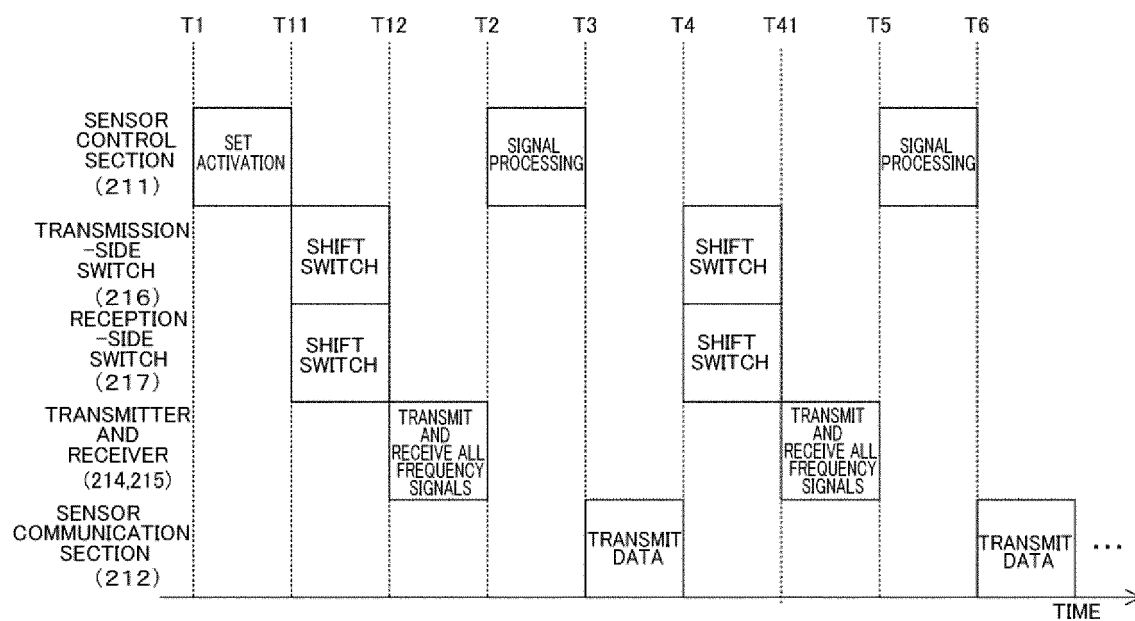 T1 T11 T12 T2 T3 T4 T41 T5 T6
SENSOR
CONTROL
SECTION
(211)
SET
ACTIVATION
SIGNAL
PROCESSING
SIGNAL
PROCESSING
TRANSMISSION
-SIDE
SWITCH
(216)
SHIFT
SWITCH
SHIFT
SWITCH
RECEPTION
-SIDE
SWITCH
(217)
SHIFT
SWITCH
SHIFT
SWITCH
TRANSMITTER
AND
RECEIVER
(214,215)
TRANSMIT
AND
RECEIVE ALL
FREQUENCY
SIGNALS
TRANSMIT
AND
RECEIVE ALL
FREQUENCY
SIGNALS
SENSOR
COMMUNICATION
SECTION
(212)
TRANSMIT
DATA
TRANSMIT
DATA
...
TIME